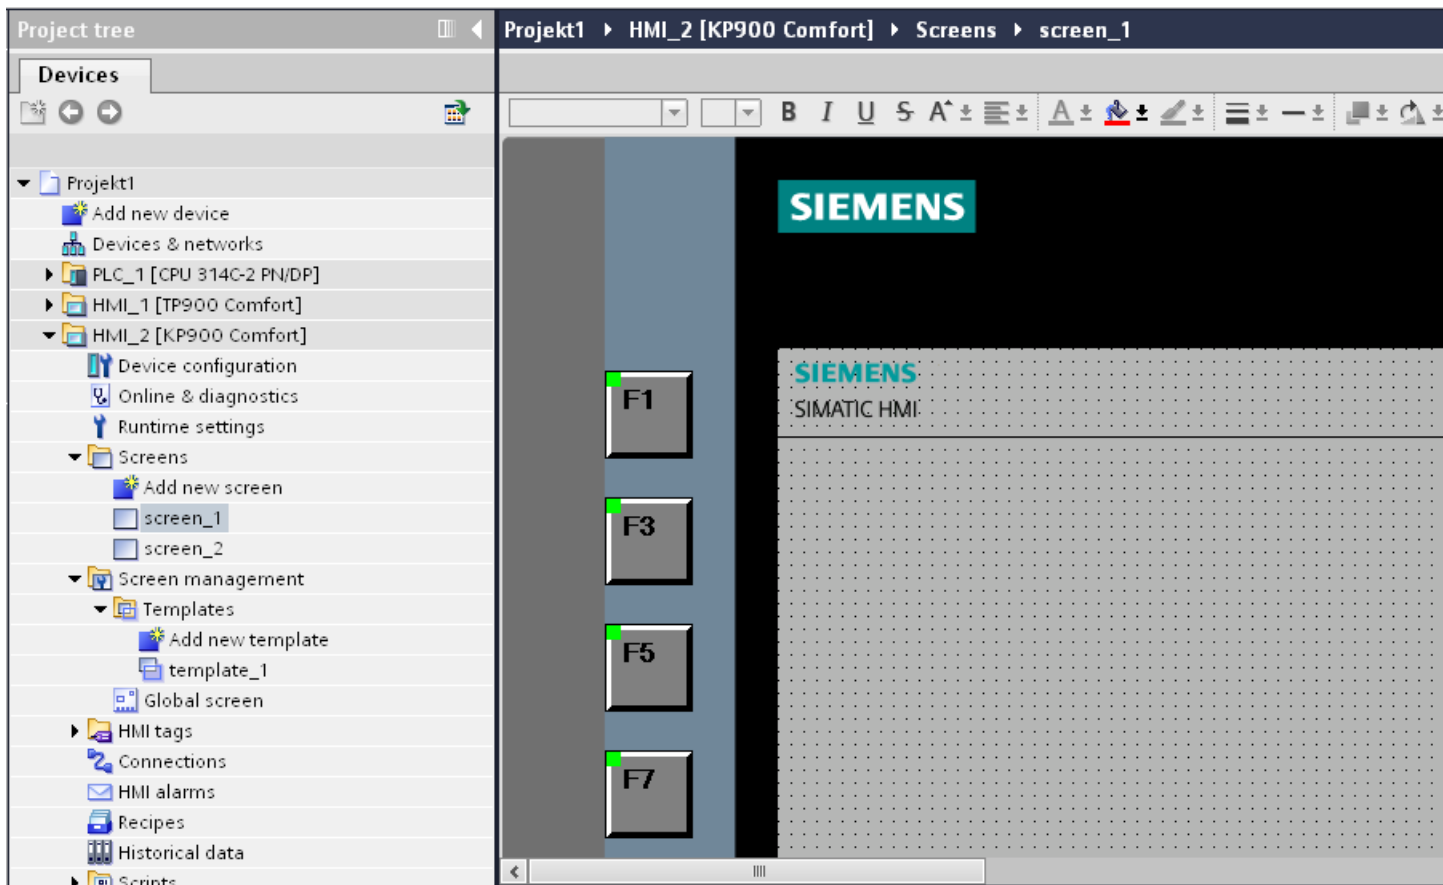 Project tree
Projekt1 HMI_2 [KP900 Comfort] Screens screen_1
Devices
B I U S A A
Projekt1
Add new device
Devices & networks
PLC_1 [CPU 314C-2 PN/DP]
HMI_1 [TP900 Comfort]
HMI_2 [KP900 Comfort]
Device configuration
Online & diagnostics
Runtime settings
Screens
Add new screen
screen_1
screen_2
Screen management
Templates
Add new template
template_1
Global screen
HMI tags
Connections
HMI alarms
Recipes
Historical data
Scripts
SIEMENS
SIEMENS
SIMATIC HMI
F1
F3
F5
F7